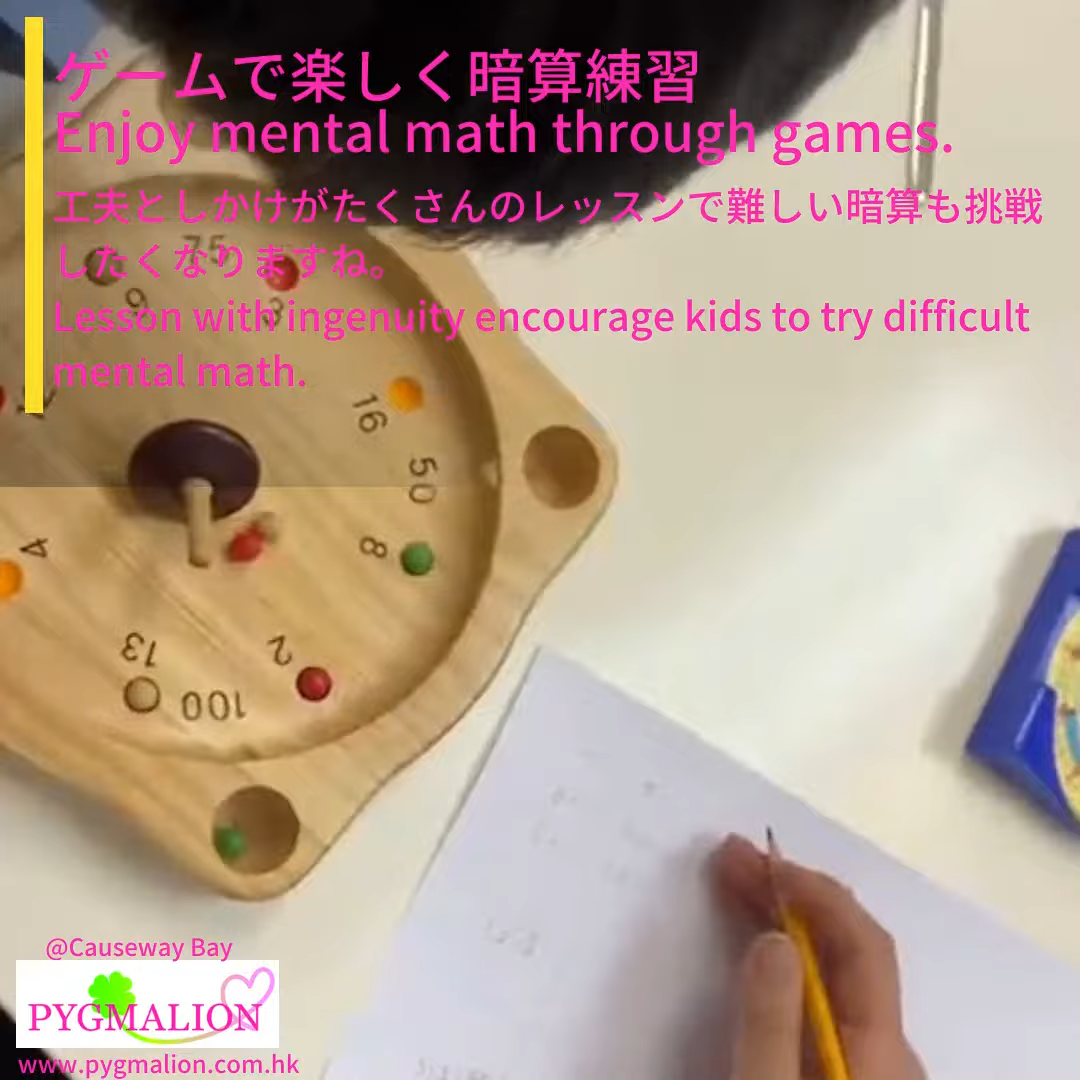 ゲームで楽しく暗算練習
Enjoy mental math through games.
工夫としかけがたくさんのレッスンで難しい暗算も挑戦
したくなりますね。
Lesson with ingenuity encourage kids to try difficult
mental math.
75
9
3
16
50
8
4
13
2
100
@Causeway Bay
PYGMALION
www.pygmalion.com.hk